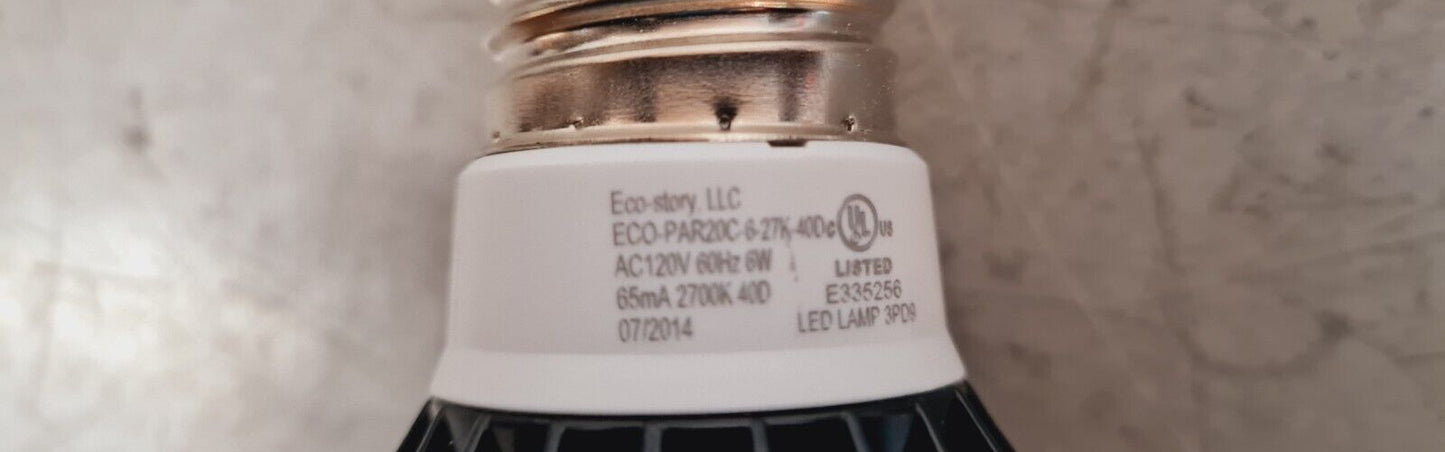 Eco-story, LLC
ECO-PAR20C-6-27K-40D
AC120V 60Hz 6W
65mA 2700K 40D
07/2014
c UL US
LISTED
E335256
LED LAMP 3PD9